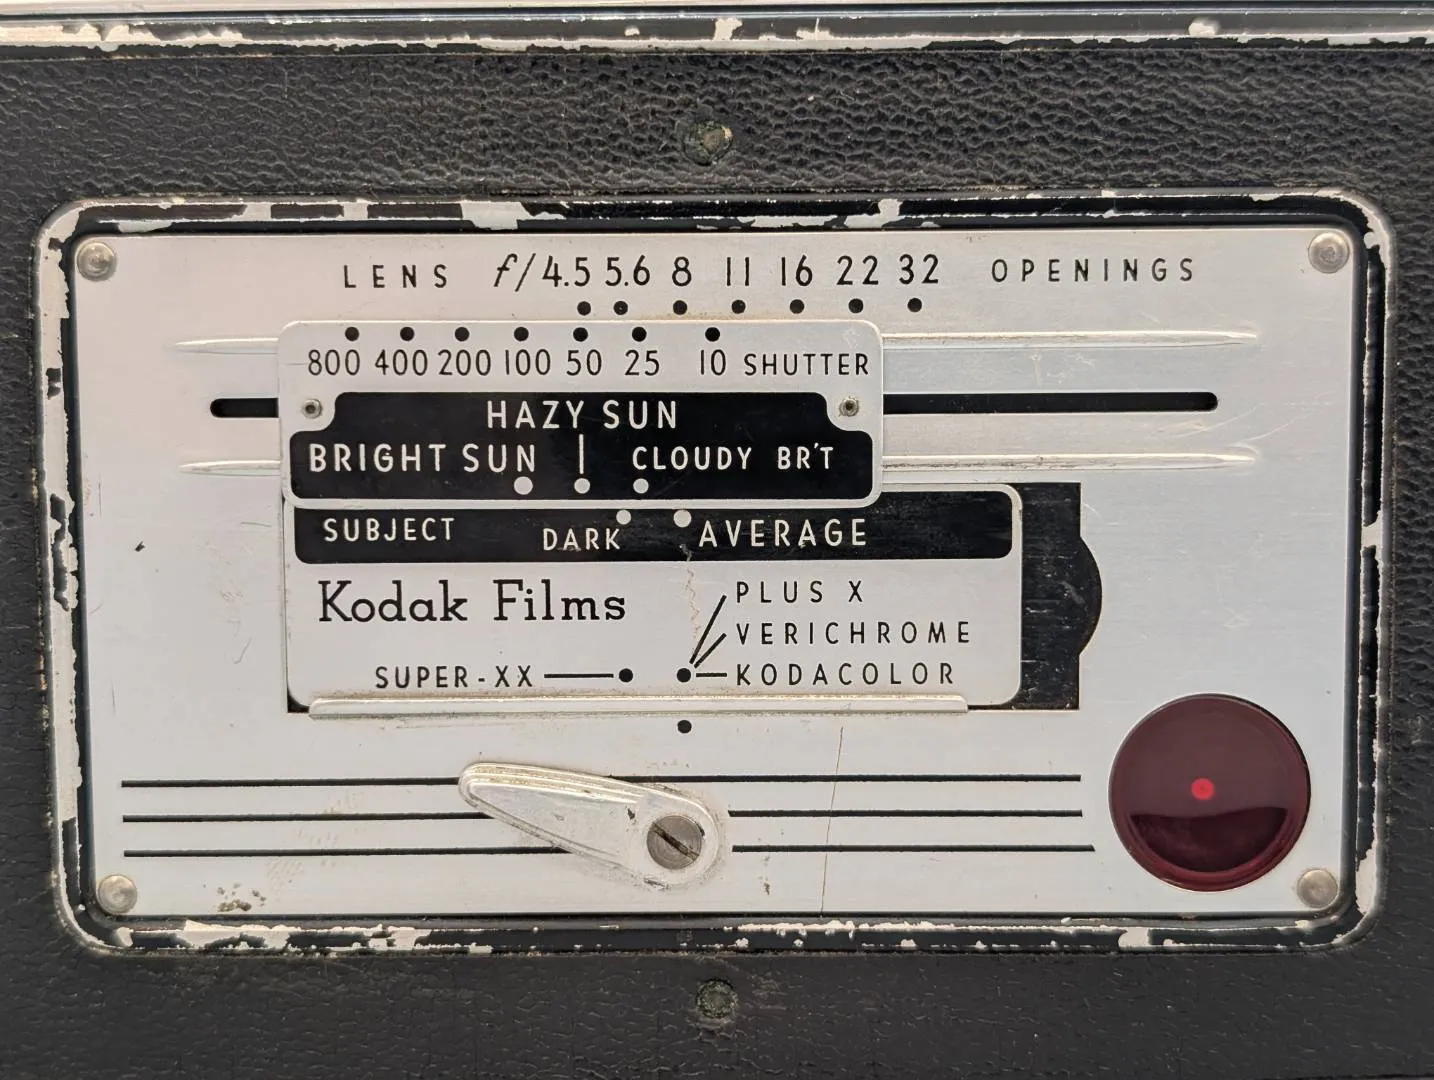 LENS f/4.5 5.6 8 11 16 22 32 OPENINGS
800 400 200 100 50 25 10 SHUTTER
HAZY SUN
BRIGHT SUN CLOUDY BR'T
SUBJECT DARK AVERAGE
Kodak Films
PLUS X
VERICHROME
SUPER-XX KODACOLOR